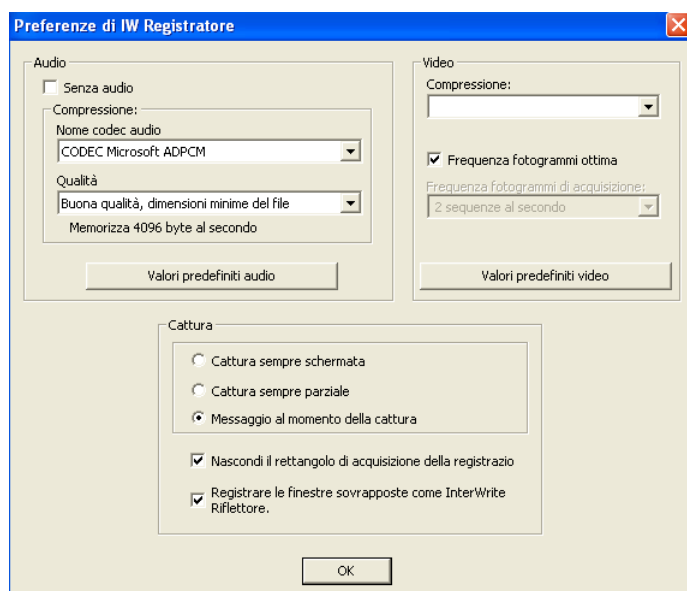 Preferenze di IW Registratore
Audio
Senza audio
Compressione:
Nome codec audio
CODEC Microsoft ADPCM
Qualità
Buona qualità, dimensioni minime del file
Memorizza 4096 byte al secondo
Valori predefiniti audio
Video
Compressione:
Frequenza fotogrammi ottima
Frequenza fotogrammi di acquisizione:
2 sequenze al secondo
Valori predefiniti video
Cattura
Cattura sempre schermata
Cattura sempre parziale
Messaggio al momento della cattura
Nascondi il rettangolo di acquisizione della registrazio
Registrare le finestre sovrapposte come InterWrite
Riflettore.
OK